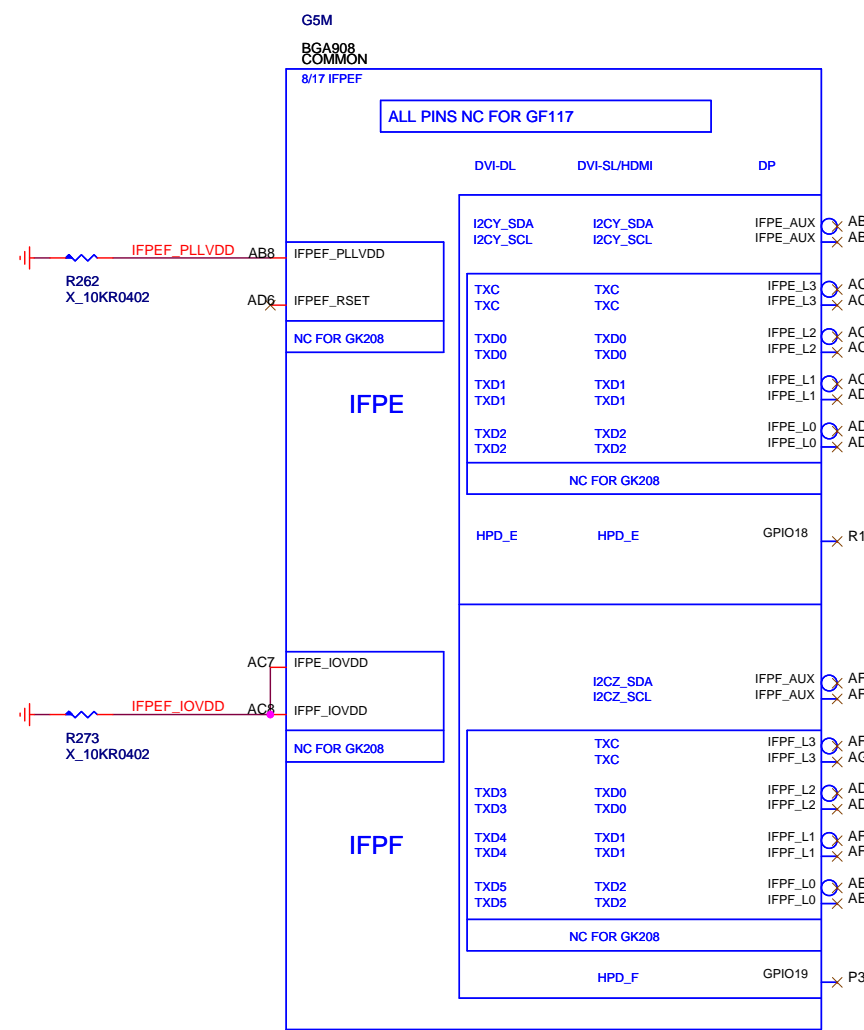 G5M
BGA908
COMMON
8/17 IFPEF
ALL PINS NC FOR GF117
DVI-DL DVI-SL/HDMI DP
I2CY_SDA I2CY_SDA IFPE_AUX
I2CY_SCL I2CY_SCL IFPE_AUX
IFPEF_PLLVDD AB8 IFPEF_PLLVDD
R262
X_10KR0402
AD6 IFPEF_RSET
NC FOR GK208
TXC TXC IFPE_L3
TXC TXC IFPE_L3
TXD0 TXD0 IFPE_L2
TXD0 TXD0 IFPE_L2
TXD1 TXD1 IFPE_L1
TXD1 TXD1 IFPE_L1
TXD2 TXD2 IFPE_L0
TXD2 TXD2 IFPE_L0
NC FOR GK208
IFPE
HPD_E HPD_E GPIO18
AC7 IFPE_IOVDD
IFPEF_IOVDD AC8 IFPF_IOVDD
R273
X_10KR0402
NC FOR GK208
I2CZ_SDA IFPF_AUX
I2CZ_SCL IFPF_AUX
TXC IFPF_L3
TXC IFPF_L3
TXD3 TXD0 IFPF_L2
TXD3 TXD0 IFPF_L2
TXD4 TXD1 IFPF_L1
TXD4 TXD1 IFPF_L1
TXD5 TXD2 IFPF_L0
TXD5 TXD2 IFPF_L0
IFPF
NC FOR GK208
HPD_F GPIO19